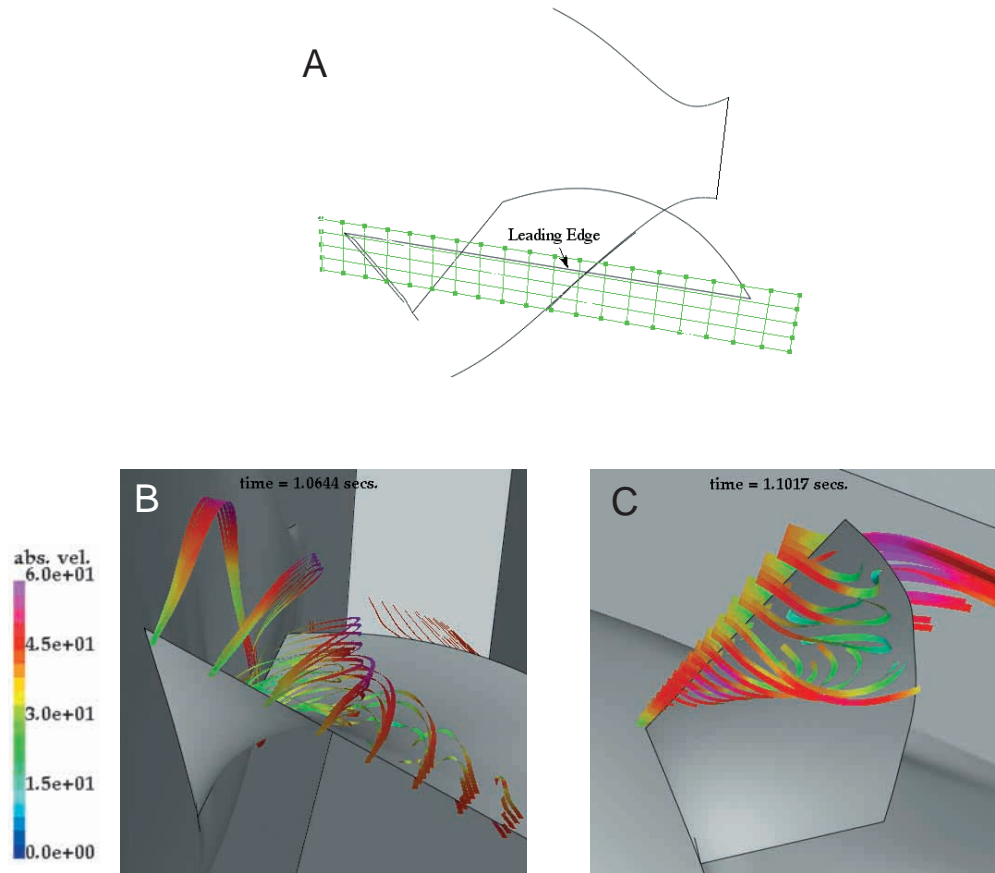 A
Leading Edge
B
time = 1.0644 secs.
C
time = 1.1017 secs.
abs. vel.
6.0e+01
4.5e+01
3.0e+01
1.5e+01
0.0e+00